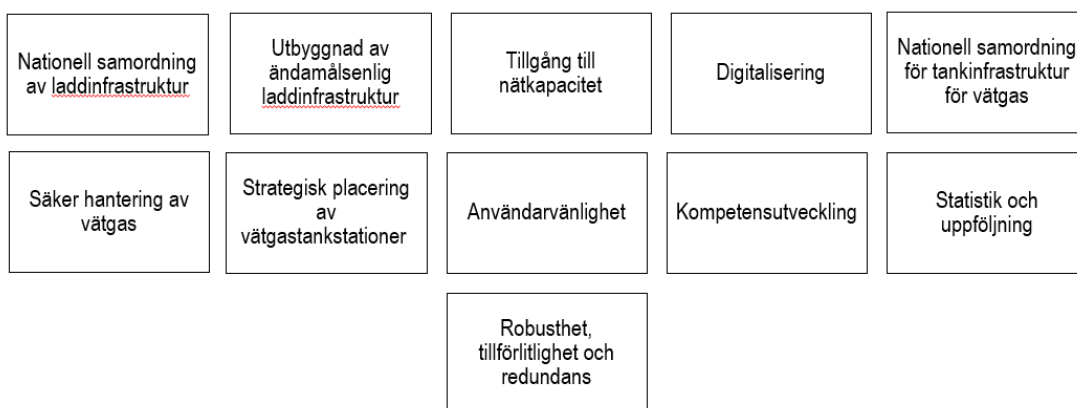 Nationell samordning
av laddinfrastruktur
Utbyggnad av
ändamålsenlig
laddinfrastruktur
Tillgång till
nätkapacitet
Digitalisering
Nationell samordning
för tankinfrastruktur
för vätgas
Säker hantering av
vätgas
Strategisk placering
av
vätgastankstationer
Användarvänlighet
Kompetensutveckling
Statistik och
uppföljning
Robusthet,
tillförlitlighet och
redundans